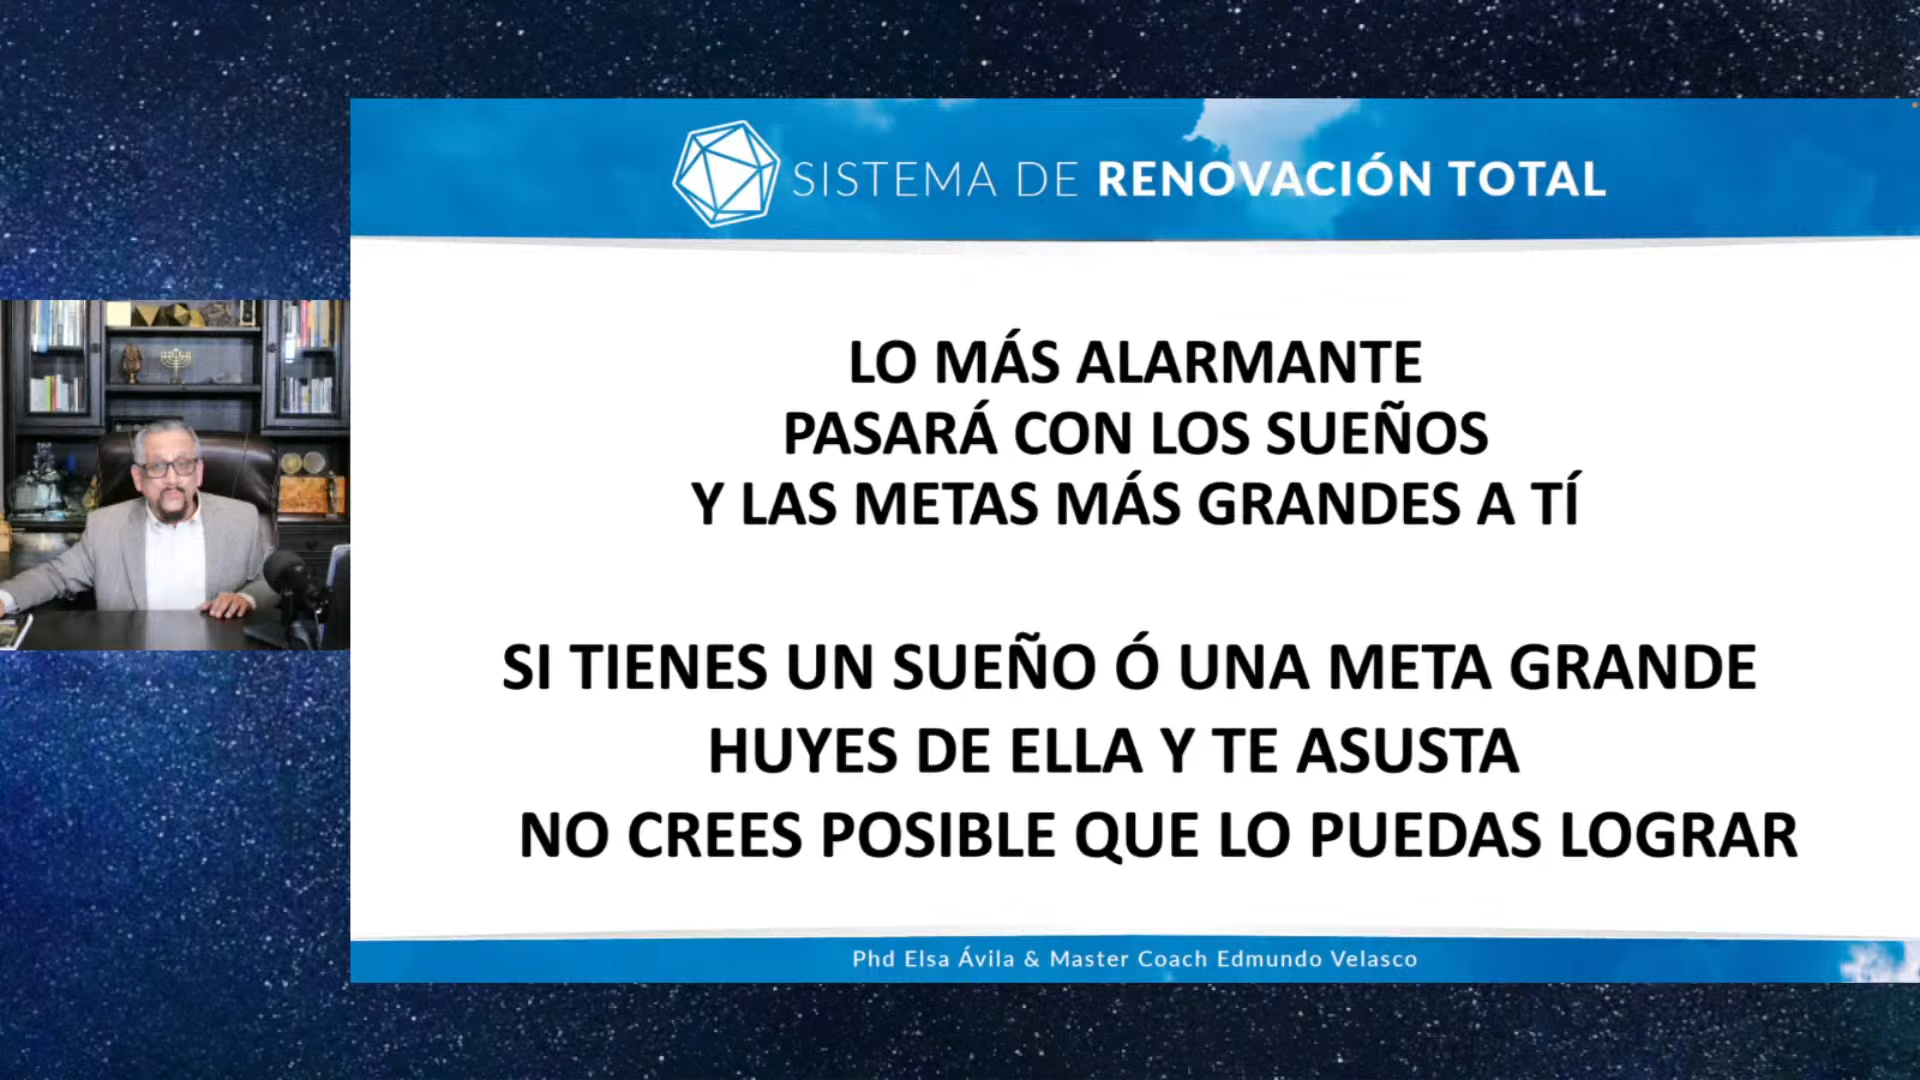 SISTEMA DE RENOVACIÓN TOTAL
LO MÁS ALARMANTE
PASARÁ CON LOS SUEÑOS
Y LAS METAS MÁS GRANDES A TÍ
SI TIENES UN SUEÑO Ó UNA META GRANDE
HUYES DE ELLA Y TE ASUSTA
NO CREES POSIBLE QUE LO PUEDAS LOGRAR
Phd Elsa Ávila & Master Coach Edmundo Velasco